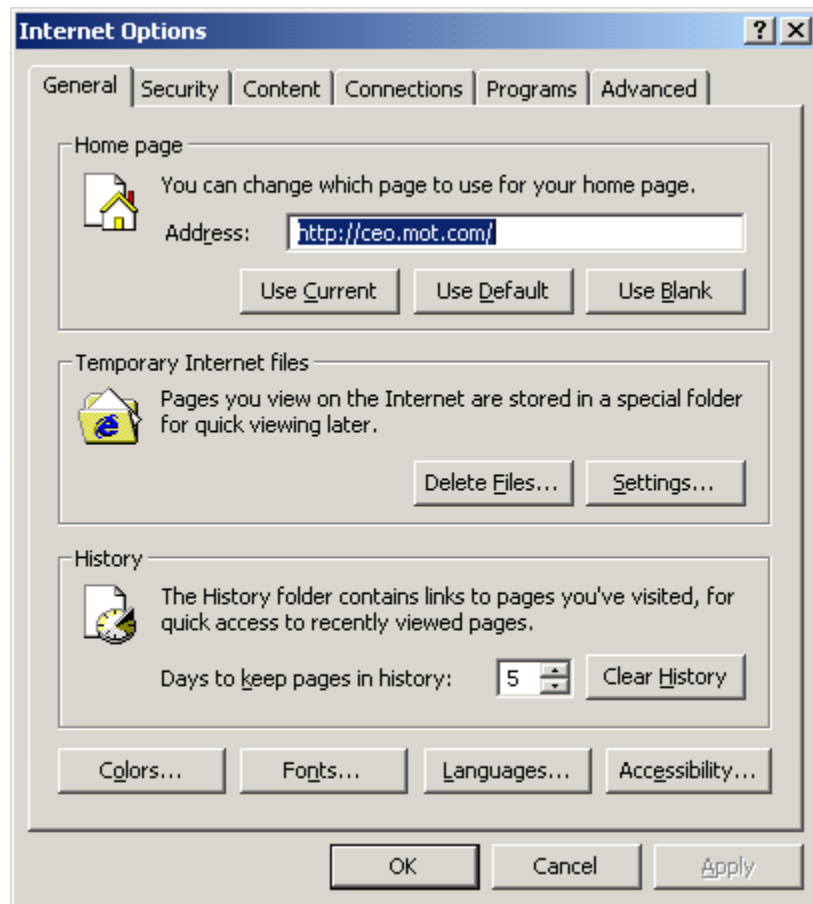 Internet Options
General Security Content Connections Programs Advanced
Home page
You can change which page to use for your home page.
Address: http://ceo.mot.com/
Use Current Use Default Use Blank
Temporary Internet files
Pages you view on the Internet are stored in a special folder
for quick viewing later.
Delete Files... Settings...
History
The History folder contains links to pages you've visited, for
quick access to recently viewed pages.
Days to keep pages in history: 5 Clear History
Colors... Fonts... Languages... Accessibility...
OK Cancel Apply